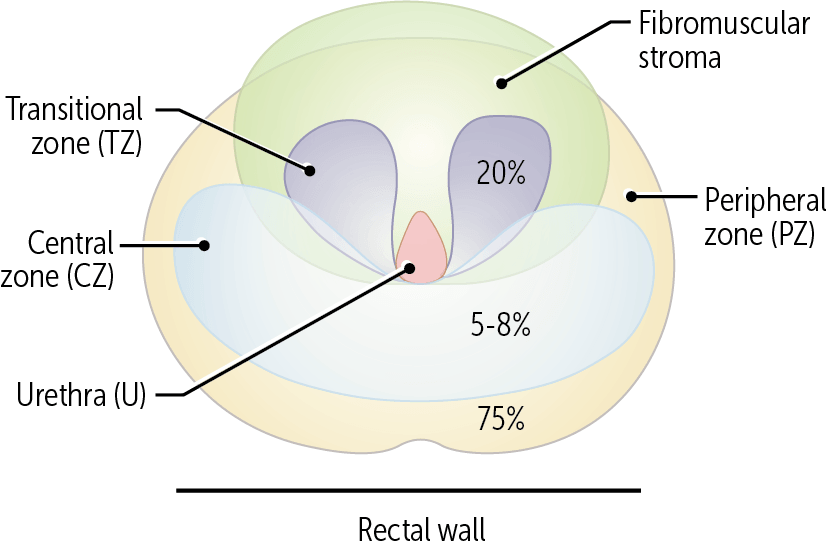 Fibromuscular
stroma
Transitional
zone (TZ)
20%
Peripheral
zone (PZ)
Central
zone (CZ)
5-8%
Urethra (U)
75%
Rectal wall